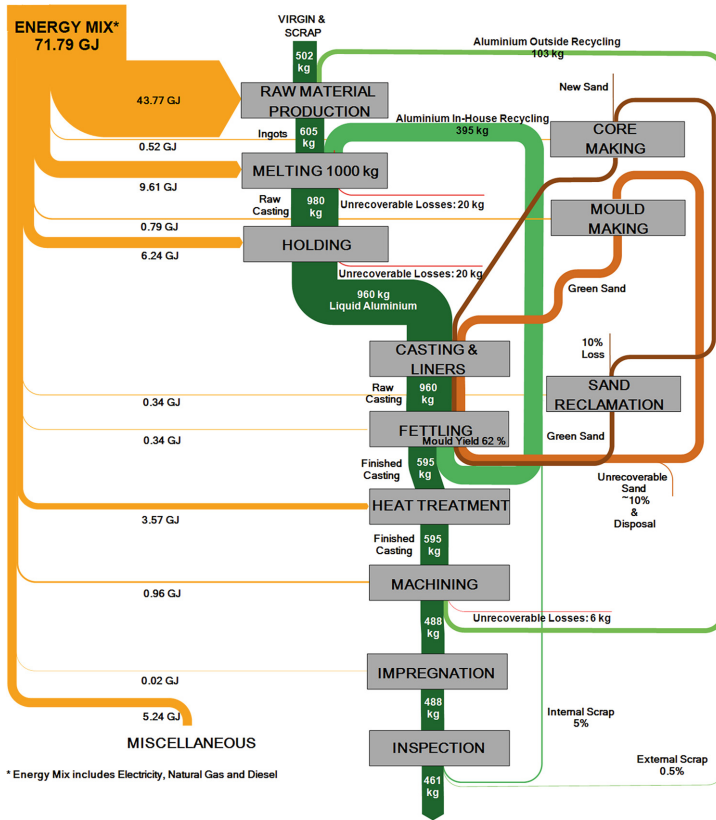 ENERGY MIX*
71.79 GJ
VIRGIN &
SCRAP
502
kg
Aluminium Outside Recycling
103 kg
43.77 GJ
RAW MATERIAL
PRODUCTION
New Sand
Ingots
605
kg
Aluminium In-House Recycling
395 kg
CORE
MAKING
0.52 GJ
MELTING 1000 kg
9.61 GJ
Raw
Casting
980
kg
Unrecoverable Losses: 20 kg
MOULD
MAKING
0.79 GJ
HOLDING
6.24 GJ
Unrecoverable Losses: 20 kg
Green Sand
960 kg
Liquid Aluminium
CASTING &
LINERS
10%
Loss
Raw
Casting
960
kg
SAND
RECLAMATION
0.34 GJ
FETTLING
0.34 GJ
Mould Yield 62 %
Green Sand
Finished
Casting
595
kg
Unrecoverable
Sand
~10%
&
Disposal
HEAT TREATMENT
3.57 GJ
Finished
Casting
595
kg
MACHINING
0.96 GJ
488
kg
Unrecoverable Losses: 6 kg
IMPREGNATION
0.02 GJ
488
kg
Internal Scrap
5%
5.24 GJ
MISCELLANEOUS
INSPECTION
External Scrap
0.5%
* Energy Mix includes Electricity, Natural Gas and Diesel
461
kg